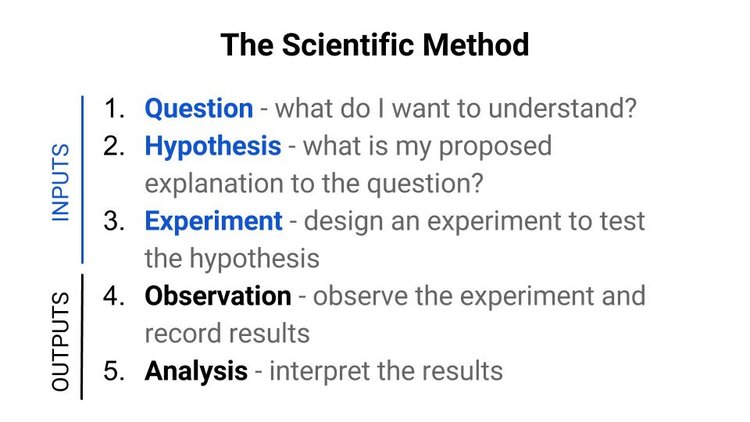 The Scientific Method
INPUTS
1. Question - what do I want to understand?
2. Hypothesis - what is my proposed
explanation to the question?
3. Experiment - design an experiment to test
the hypothesis
OUTPUTS
4. Observation - observe the experiment and
record results
5. Analysis - interpret the results